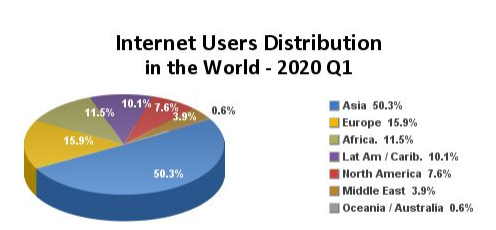 Internet Users Distribution
in the World - 2020 Q1
10.1%
7.6%
0.6%
11.5%
3.9%
15.9%
50.3%
Asia 50.3%
Europe 15.9%
Africa. 11.5%
Lat Am / Carib. 10.1%
North America 7.6%
Middle East 3.9%
Oceania / Australia 0.6%